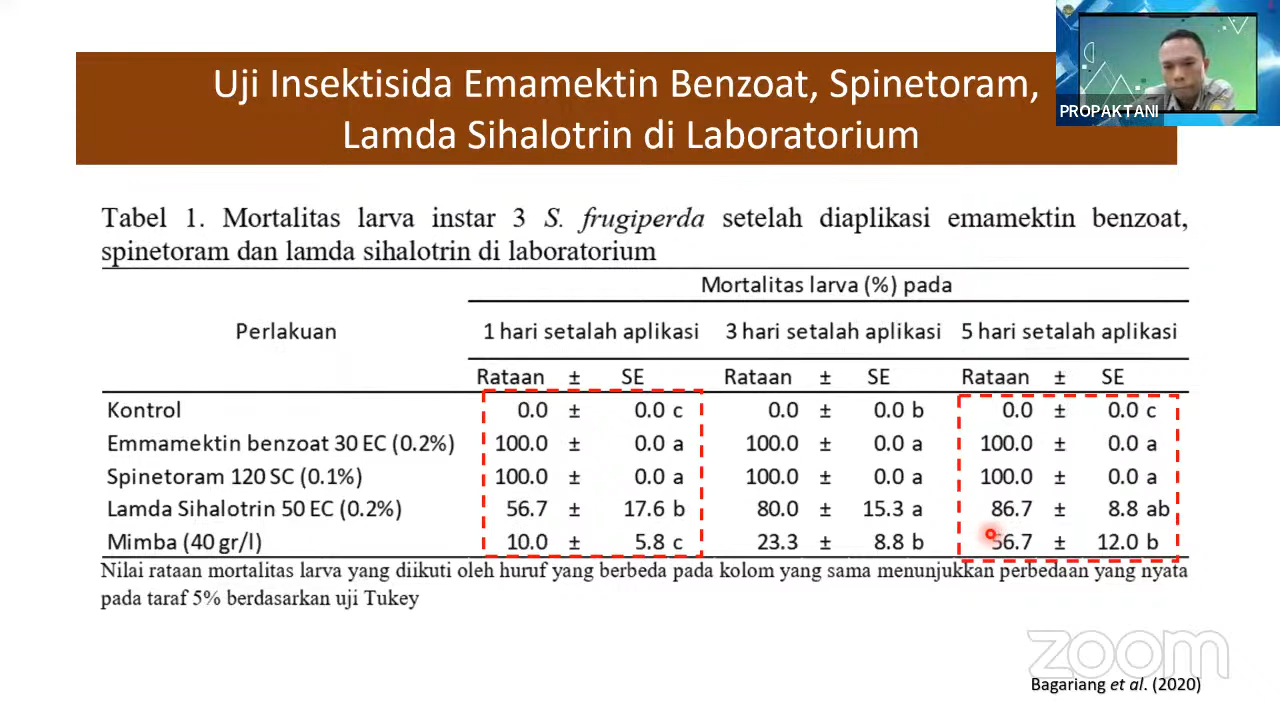 Uji Insektisida Emamektin Benzoat, Spinetoram,
Lamda Sihalotrin di Laboratorium
PROPAKTANI
Tabel 1. Mortalitas larva instar 3 S. frugiperda setelah diaplikasi emamektin benzoat,
spinetoram dan lamda sihalotrin di laboratorium
Mortalitas larva (%) pada
Perlakuan 1 hari setalah aplikasi 3 hari setalah aplikasi 5 hari setalah aplikasi
Rataan ± SE Rataan ± SE Rataan ± SE
Kontrol 0.0 ± 0.0 c 0.0 ± 0.0 b 0.0 ± 0.0 c
Emmamektin benzoat 30 EC (0.2%) 100.0 ± 0.0 a 100.0 ± 0.0 a 100.0 ± 0.0 a
Spinetoram 120 SC (0.1%) 100.0 ± 0.0 a 100.0 ± 0.0 a 100.0 ± 0.0 a
Lamda Sihalotrin 50 EC (0.2%) 56.7 ± 17.6 b 80.0 ± 15.3 a 86.7 ± 8.8 ab
Mimba (40 gr/l) 10.0 ± 5.8 c 23.3 ± 8.8 b 56.7 ± 12.0 b
Nilai rataan mortalitas larva yang diikuti oleh huruf yang berbeda pada kolom yang sama menunjukkan perbedaan yang nyata
pada taraf 5% berdasarkan uji Tukey
zoom
Bagariang et al. (2020)